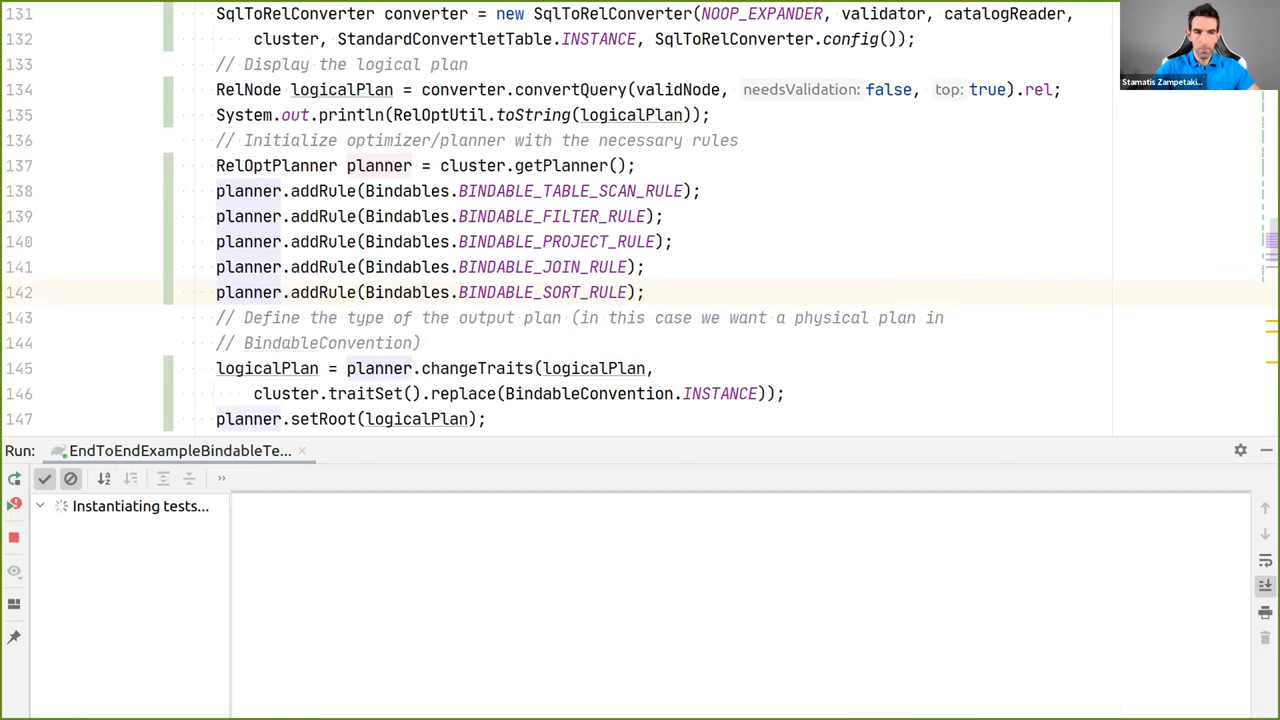 131 SqlToRelConverter converter = new SqlToRelConverter(NOOP_EXPANDER, validator, catalogReader,
132 cluster, StandardConvertletTable.INSTANCE, SqlToRelConverter.config());
133 // Display the logical plan
134 RelNode logicalPlan = converter.convertQuery(validNode, needsValidation: false, top: true).rel;
135 System.out.println(RelOptUtil.toString(logicalPlan));
136 // Initialize optimizer/planner with the necessary rules
137 RelOptPlanner planner = cluster.getPlanner();
138 planner.addRule(Bindables.BINDABLE_TABLE_SCAN_RULE);
139 planner.addRule(Bindables.BINDABLE_FILTER_RULE);
140 planner.addRule(Bindables.BINDABLE_PROJECT_RULE);
141 planner.addRule(Bindables.BINDABLE_JOIN_RULE);
142 planner.addRule(Bindables.BINDABLE_SORT_RULE);
143 // Define the type of the output plan (in this case we want a physical plan in
144 // BindableConvention)
145 logicalPlan = planner.changeTraits(logicalPlan,
146 cluster.traitSet().replace(BindableConvention.INSTANCE));
147 planner.setRoot(logicalPlan);
Stamatis Zampetaki...
Run: EndToEndExampleBindableTe...
Instantiating tests...